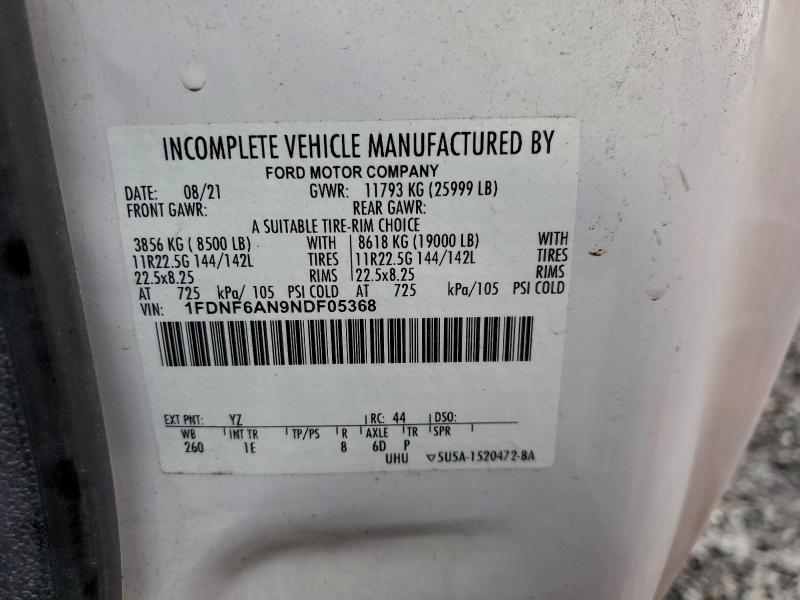 INCOMPLETE VEHICLE MANUFACTURED BY
FORD MOTOR COMPANY
DATE: 08/21 GVWR: 11793 KG (25999 LB)
FRONT GAWR: REAR GAWR:
A SUITABLE TIRE-RIM CHOICE
3856 KG ( 8500 LB) WITH 8618 KG (19000 LB) WITH
11R22.5G 144/142L TIRES 11R22.5G 144/142L TIRES
22.5x8.25 RIMS 22.5x8.25 RIMS
AT 725 kPa/ 105 PSI COLD AT 725 kPa/105 PSI COLD
VIN: 1FDNF6AN9NDF05368
EXT PNT: YZ RC: 44 DSO:
WB INT TR TP/PS R AXLE TR SPR
260 1E 8 6D P
UHU ▽5U5A-1520472-BA